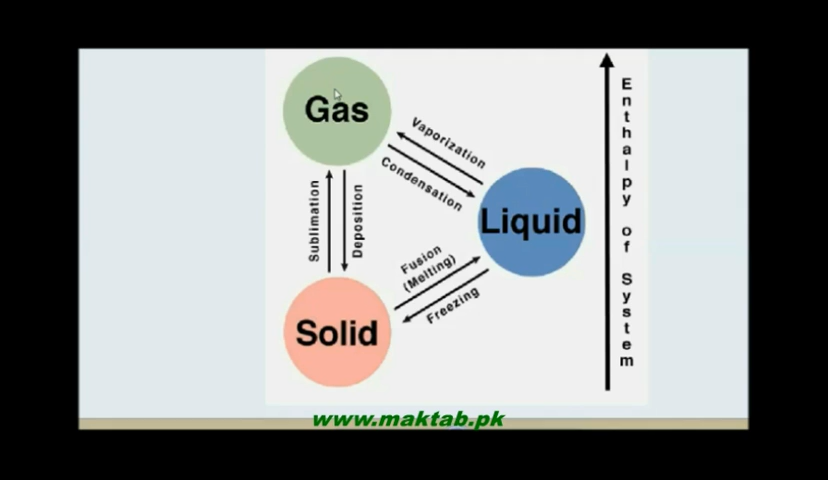 Gas
Vaporization
Condensation
Sublimation
Deposition
Liquid
Fusion
(Melting)
Freezing
Solid
Enthalpy of System
www.maktab.pk